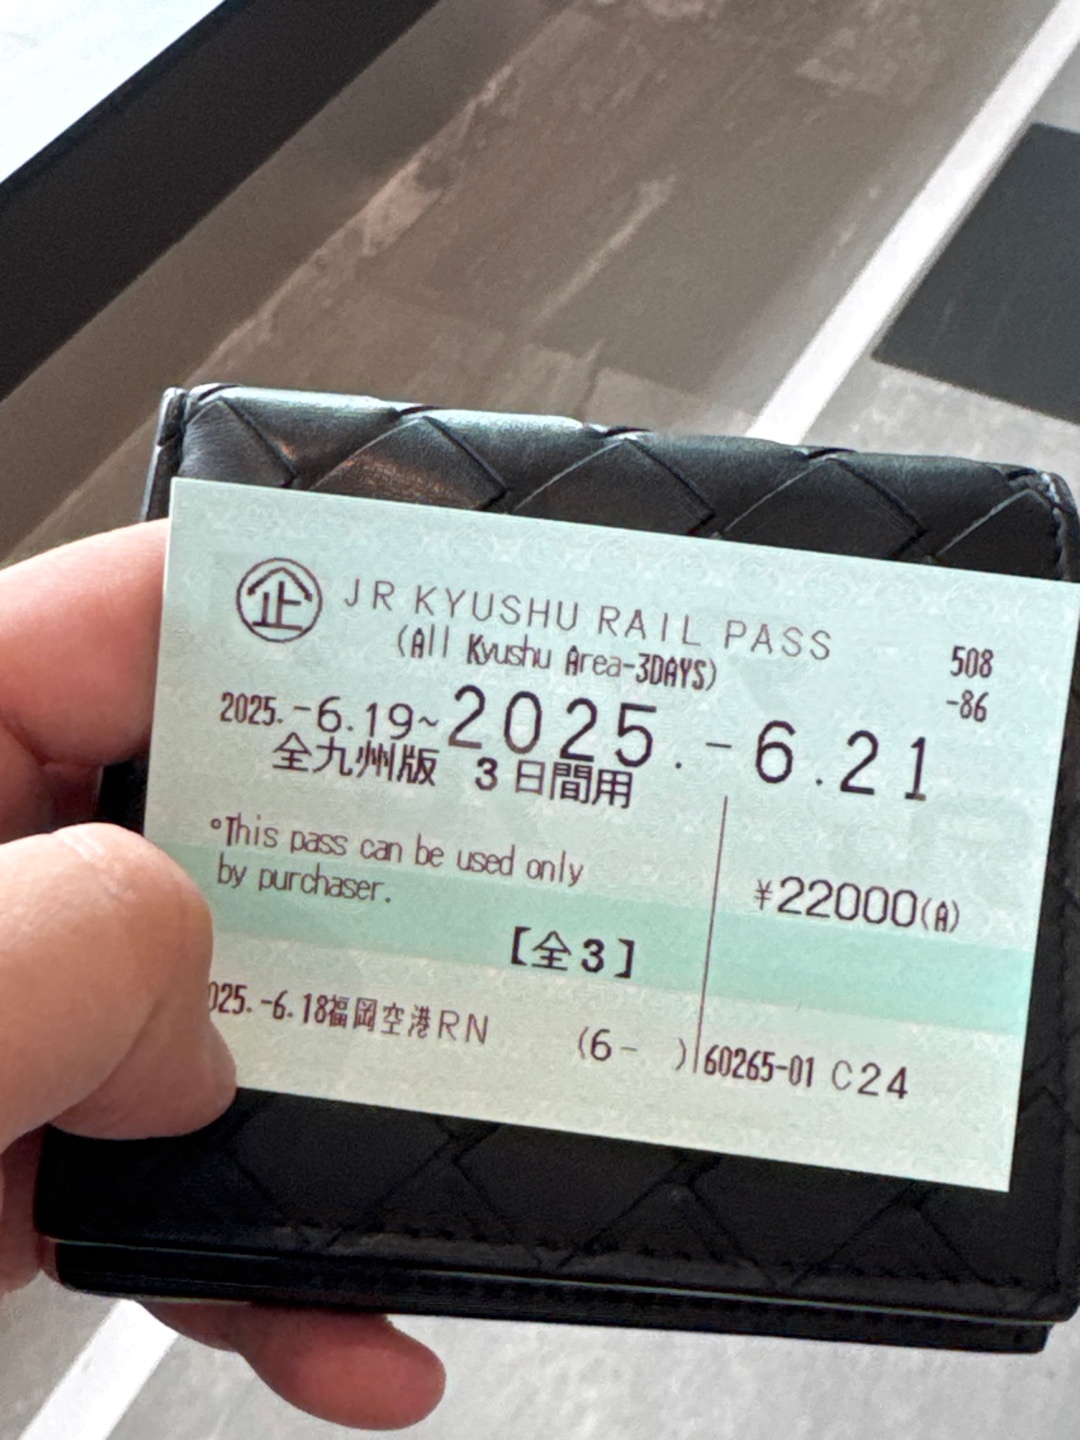 企 JR KYUSHU RAIL PASS
(All Kyushu Area-3DAYS)
508
-86
2025.-6.19~2025.-6.21
全九州版 3日間用
°This pass can be used only
by purchaser.
¥22000(A)
【全3】
025.-6.18福岡空港RN (6- ) 60265-01 C24